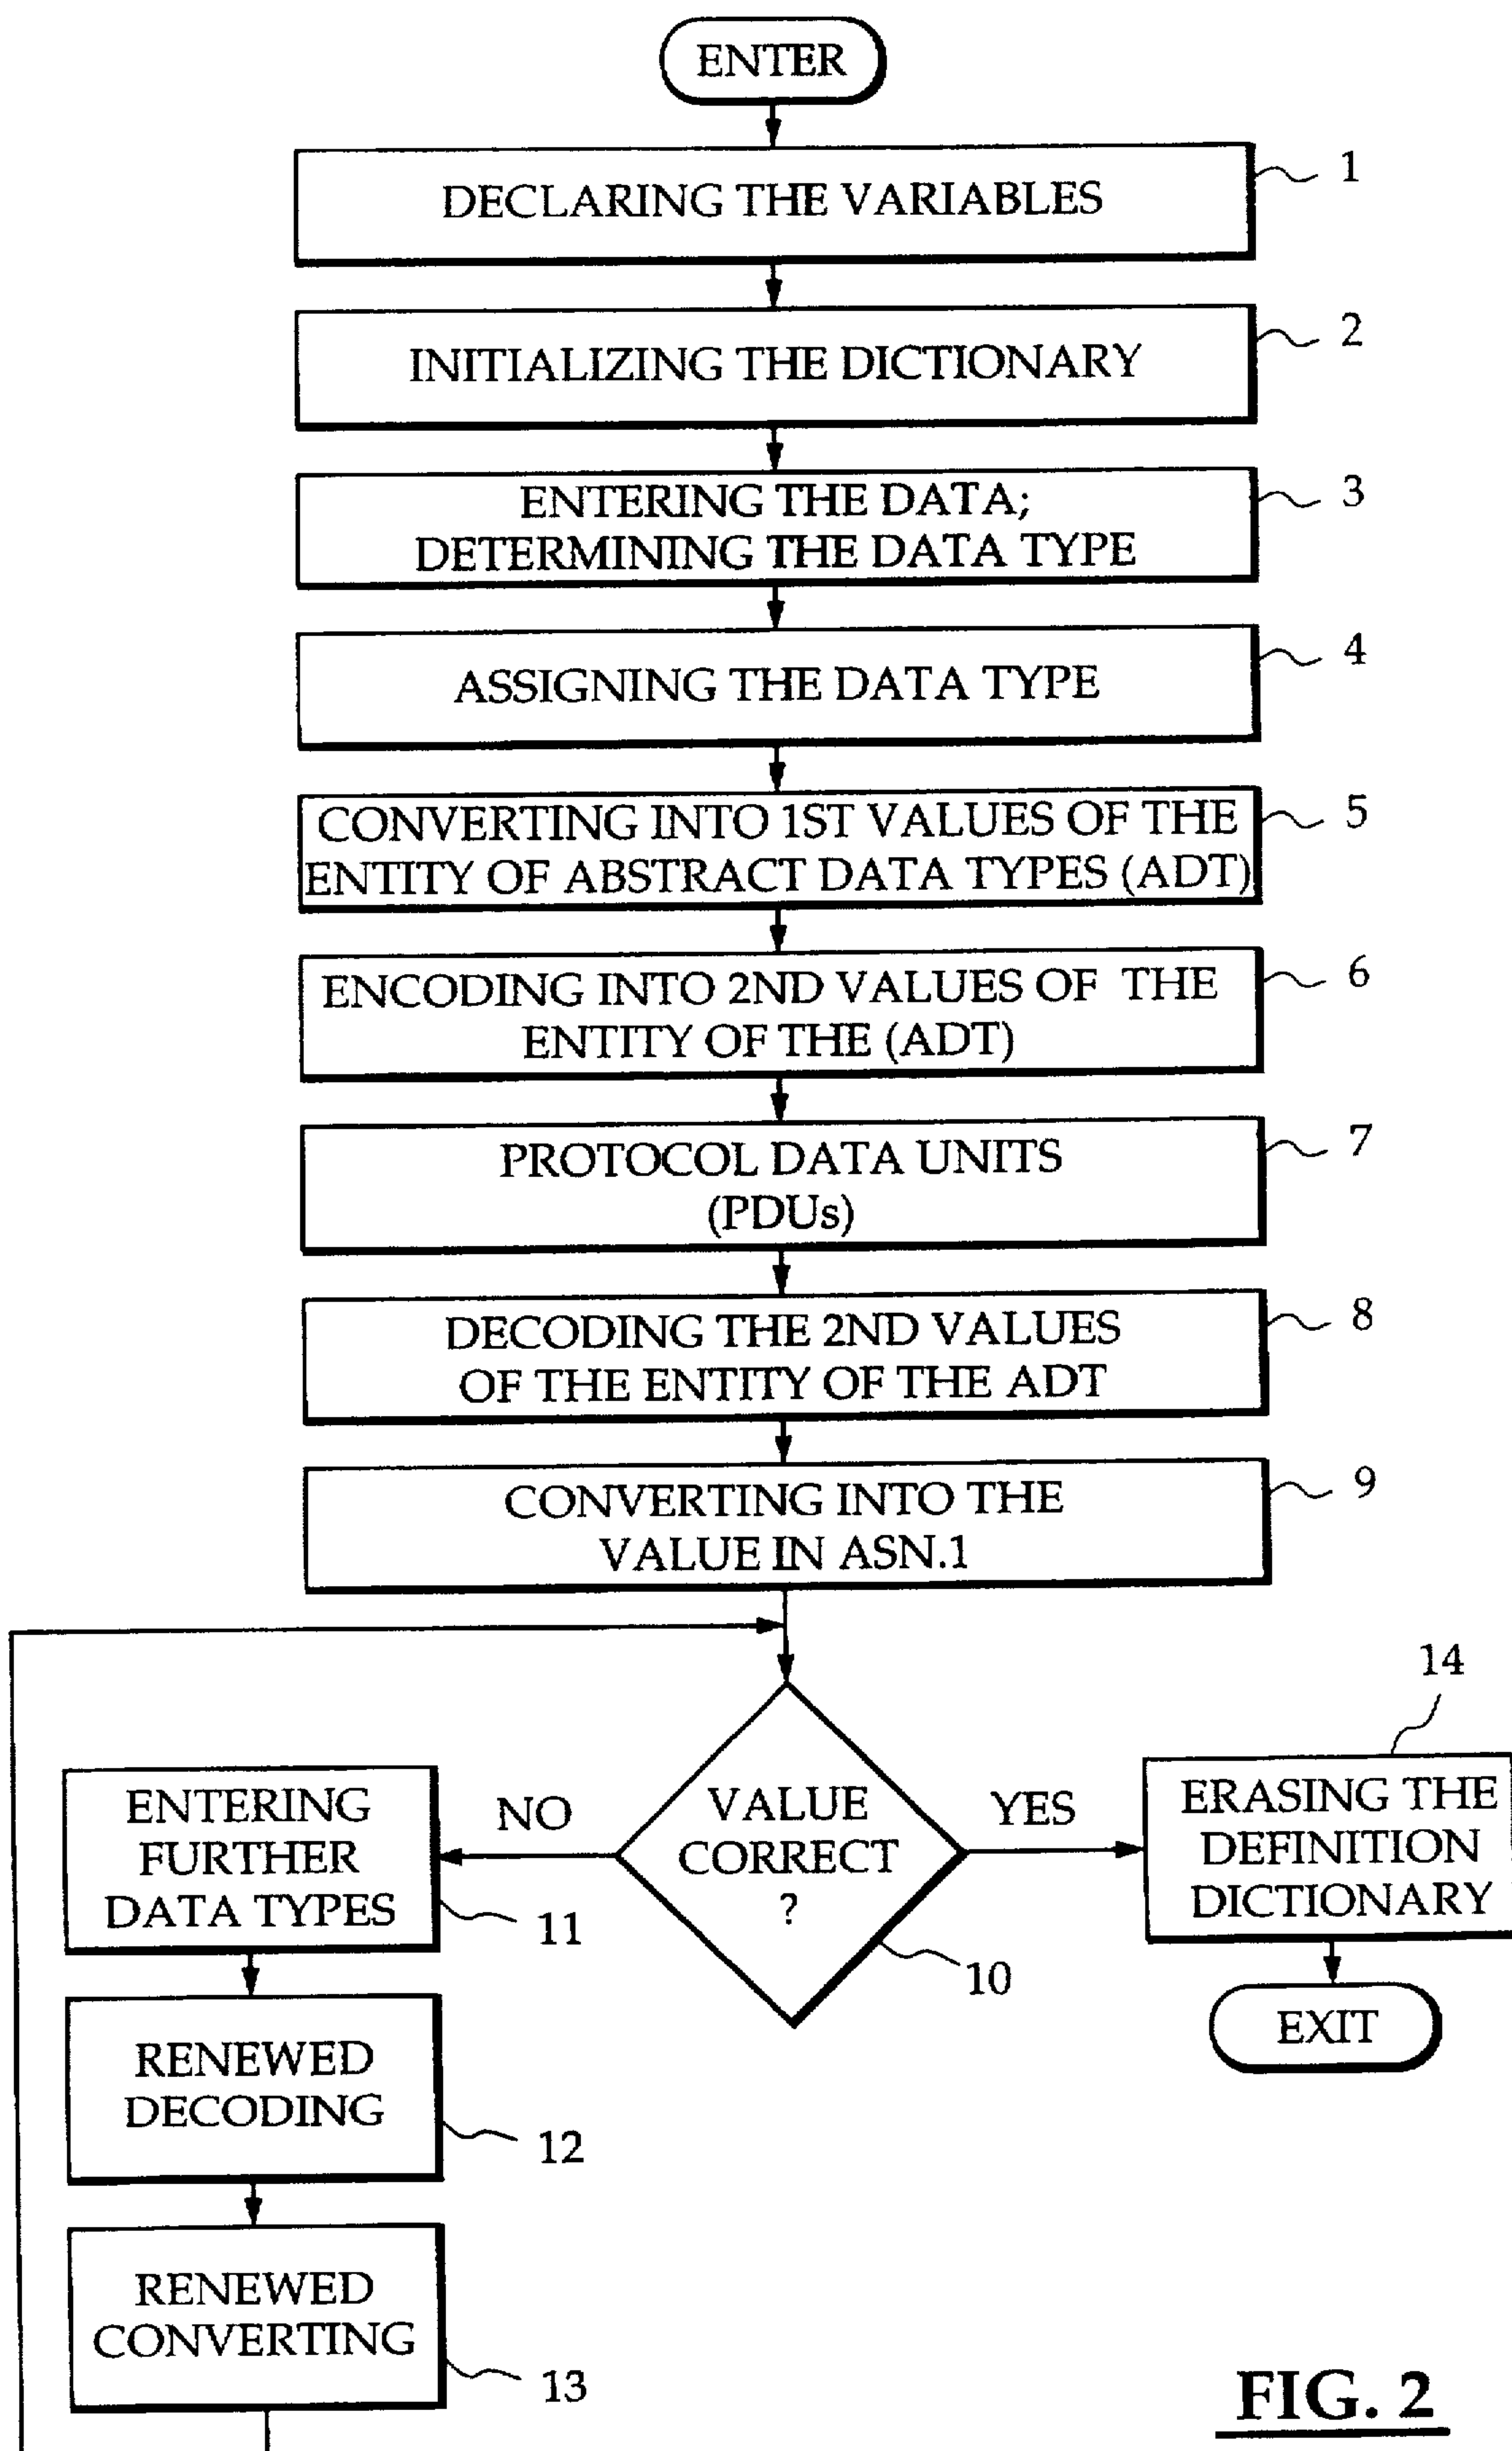 ENTER
DECLARING THE VARIABLES
1
INITIALIZING THE DICTIONARY
2
ENTERING THE DATA;
DETERMINING THE DATA TYPE
3
ASSIGNING THE DATA TYPE
4
CONVERTING INTO 1ST VALUES OF THE
ENTITY OF ABSTRACT DATA TYPES (ADT)
5
ENCODING INTO 2ND VALUES OF THE
ENTITY OF THE (ADT)
6
PROTOCOL DATA UNITS
(PDUs)
7
DECODING THE 2ND VALUES
OF THE ENTITY OF THE ADT
8
CONVERTING INTO THE
VALUE IN ASN.1
9
VALUE
CORRECT
?
10
NO
YES
ENTERING
FURTHER
DATA TYPES
11
RENEWED
DECODING
12
RENEWED
CONVERTING
13
14
ERASING THE
DEFINITION
DICTIONARY
EXIT
FIG. 2